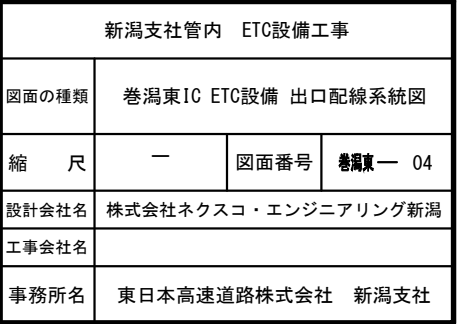 新潟支社管内 ETC設備工事
図面の種類 巻潟東IC ETC設備 出口配線系統図
縮 尺 — 図面番号 巻潟東— 04
設計会社名 株式会社ネクスコ・エンジニアリング新潟
工事会社名
事務所名 東日本高速道路株式会社 新潟支社